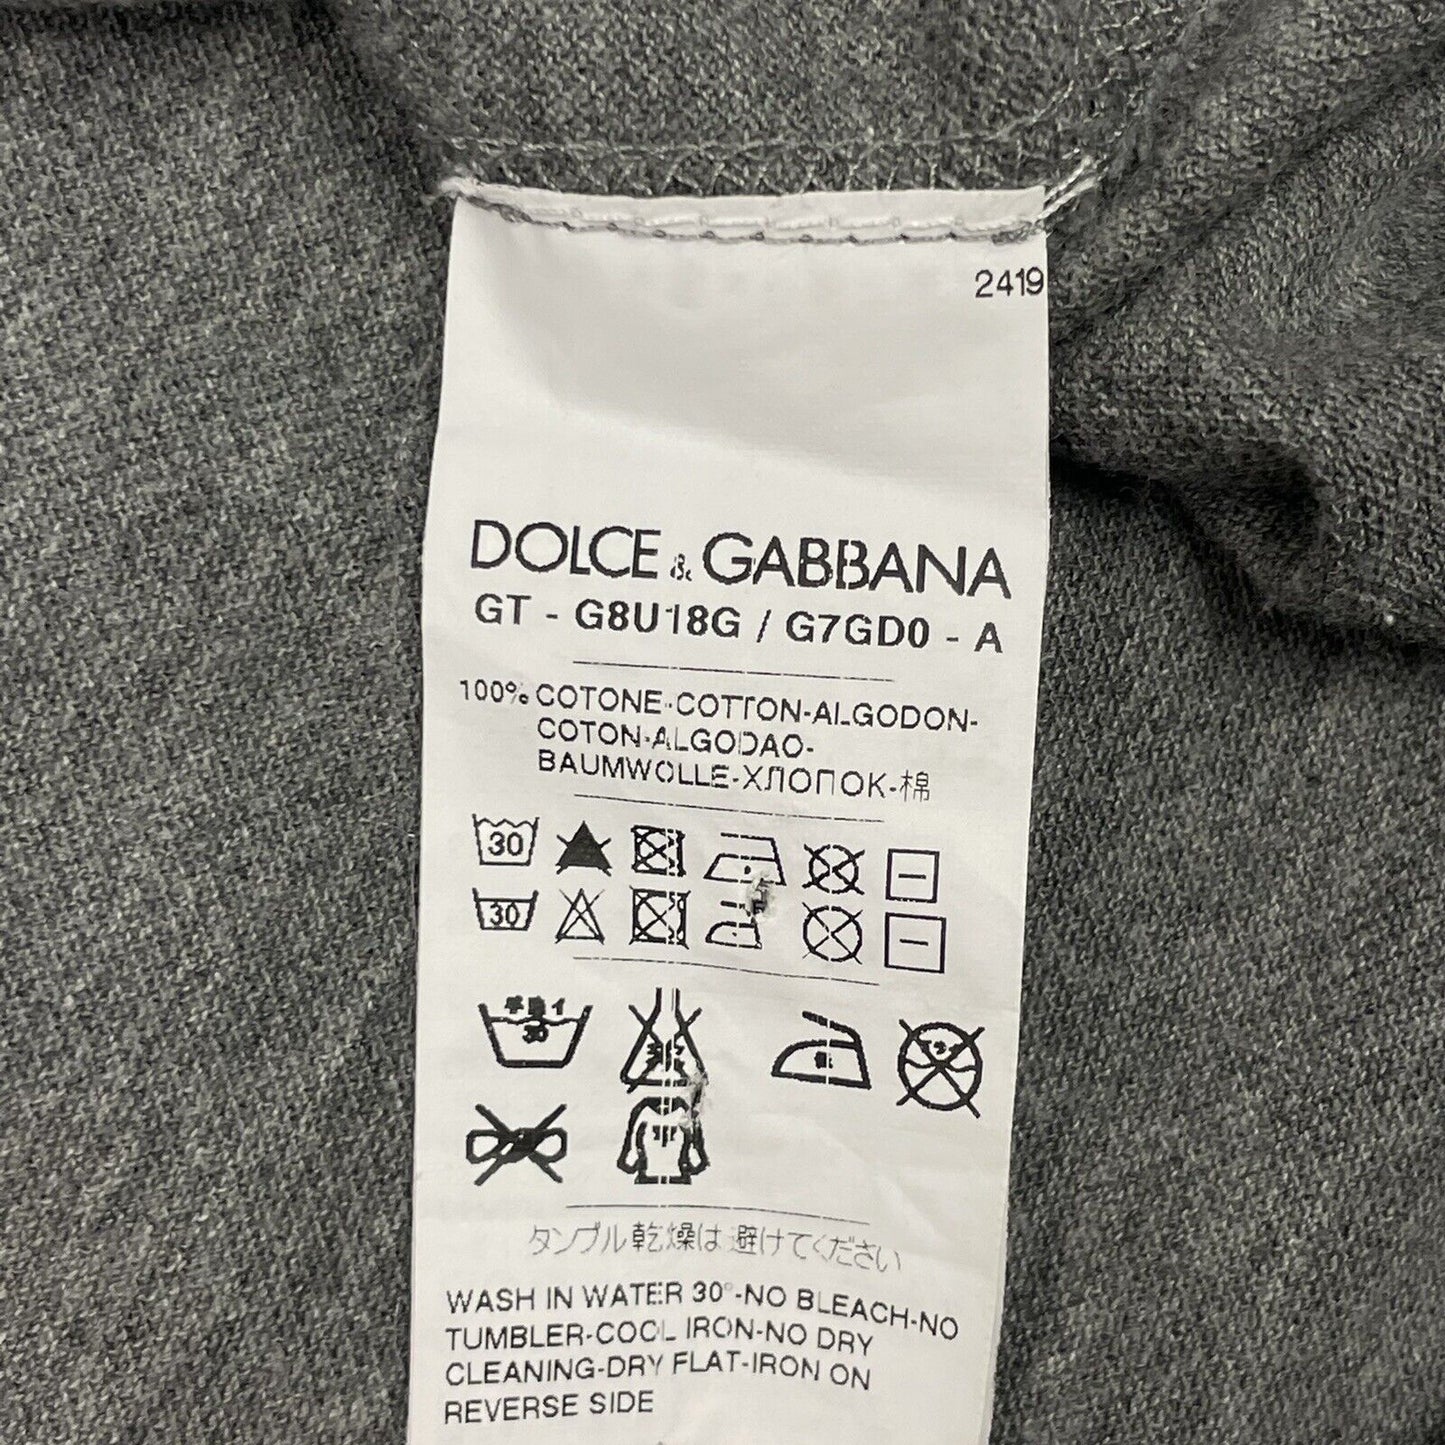 2419
DOLCE & GABBANA
GT - G8U18G / G7GD0 - A
100% COTONE-COTTON-ALGODON-
COTON-ALGODAO-
BAUMWOLLE-ХЛОПОК-棉
30
30
30
タンブル乾燥は避けてください
WASH IN WATER 30°-NO BLEACH-NO
TUMBLER-COOL IRON-NO DRY
CLEANING-DRY FLAT-IRON ON
REVERSE SIDE